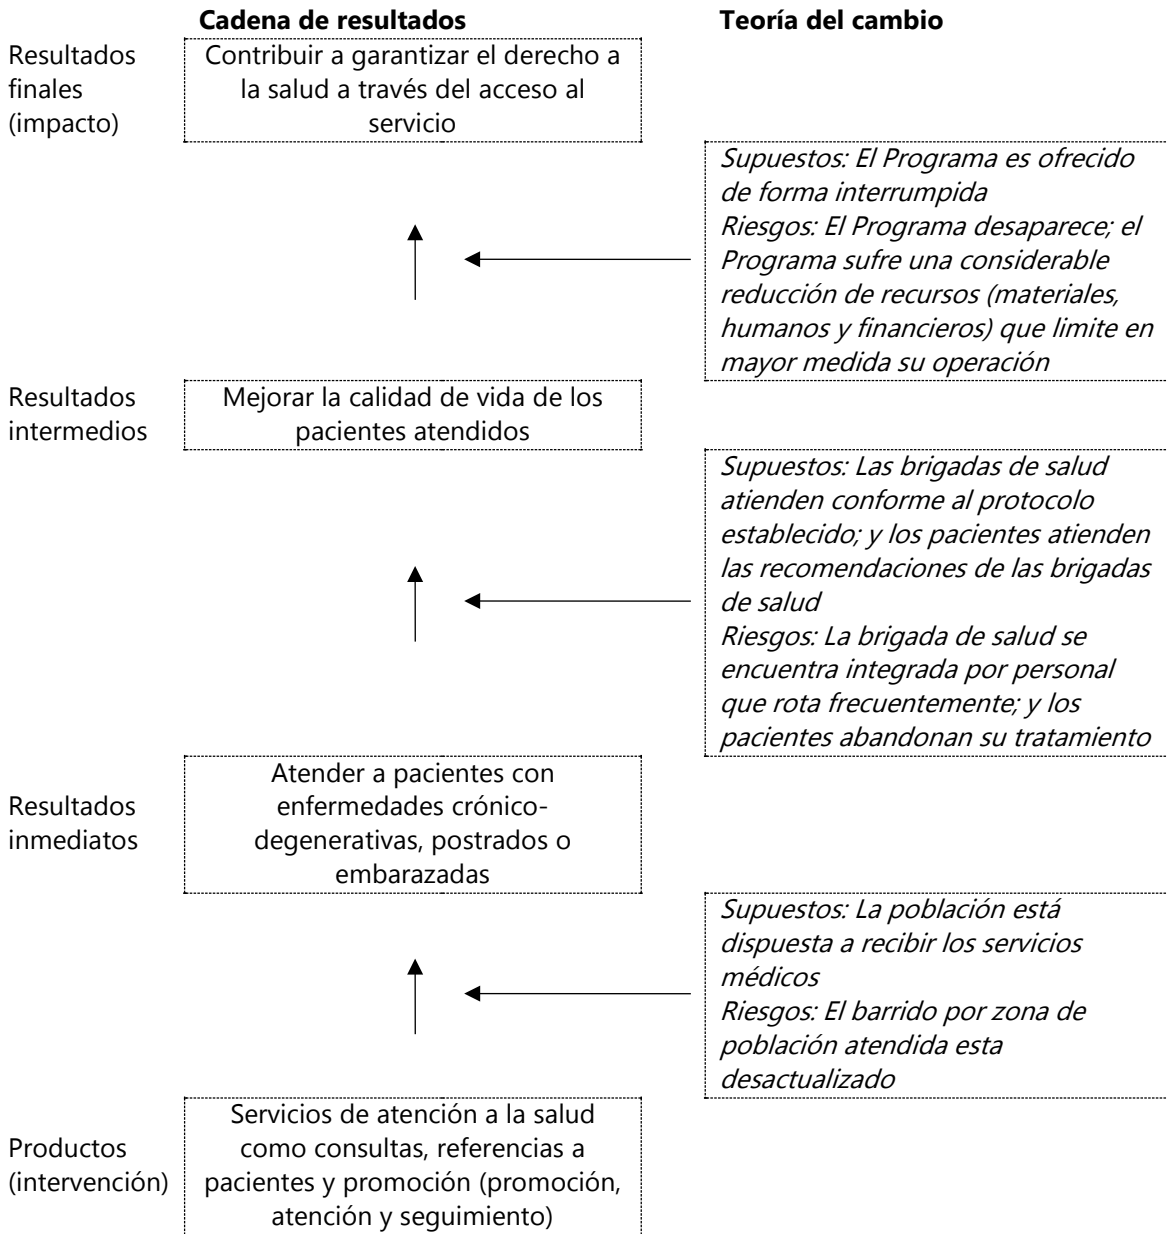 Cadena de resultados
Teoría del cambio
Resultados
finales
(impacto)
Contribuir a garantizar el derecho a
la salud a través del acceso al
servicio
Supuestos: El Programa es ofrecido
de forma interrumpida
Riesgos: El Programa desaparece; el
Programa sufre una considerable
reducción de recursos (materiales,
humanos y financieros) que limite en
mayor medida su operación
Resultados
intermedios
Mejorar la calidad de vida de los
pacientes atendidos
Supuestos: Las brigadas de salud
atienden conforme al protocolo
establecido; y los pacientes atienden
las recomendaciones de las brigadas
de salud
Riesgos: La brigada de salud se
encuentra integrada por personal
que rota frecuentemente; y los
pacientes abandonan su tratamiento
Resultados
inmediatos
Atender a pacientes con
enfermedades crónico-
degenerativas, postrados o
embarazadas
Supuestos: La población está
dispuesta a recibir los servicios
médicos
Riesgos: El barrido por zona de
población atendida esta
desactualizado
Productos
(intervención)
Servicios de atención a la salud
como consultas, referencias a
pacientes y promoción (promoción,
atención y seguimiento)